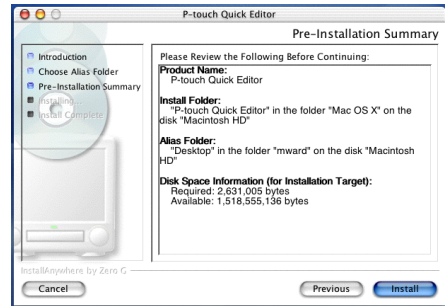 P-touch Quick Editor
Pre-Installation Summary
Introduction
Choose Alias Folder
Pre-Installation Summary
Installing...
Install Complete
Please Review the Following Before Continuing:
Product Name:
P-touch Quick Editor
Install Folder:
"P-touch Quick Editor" in the folder "Mac OS X" on the
disk "Macintosh HD"
Alias Folder:
"Desktop" in the folder "mward" on the disk "Macintosh
HD"
Disk Space Information (for Installation Target):
Required: 2,631,005 bytes
Available: 1,518,555,136 bytes
InstallAnywhere by Zero G
Cancel
Previous
Install